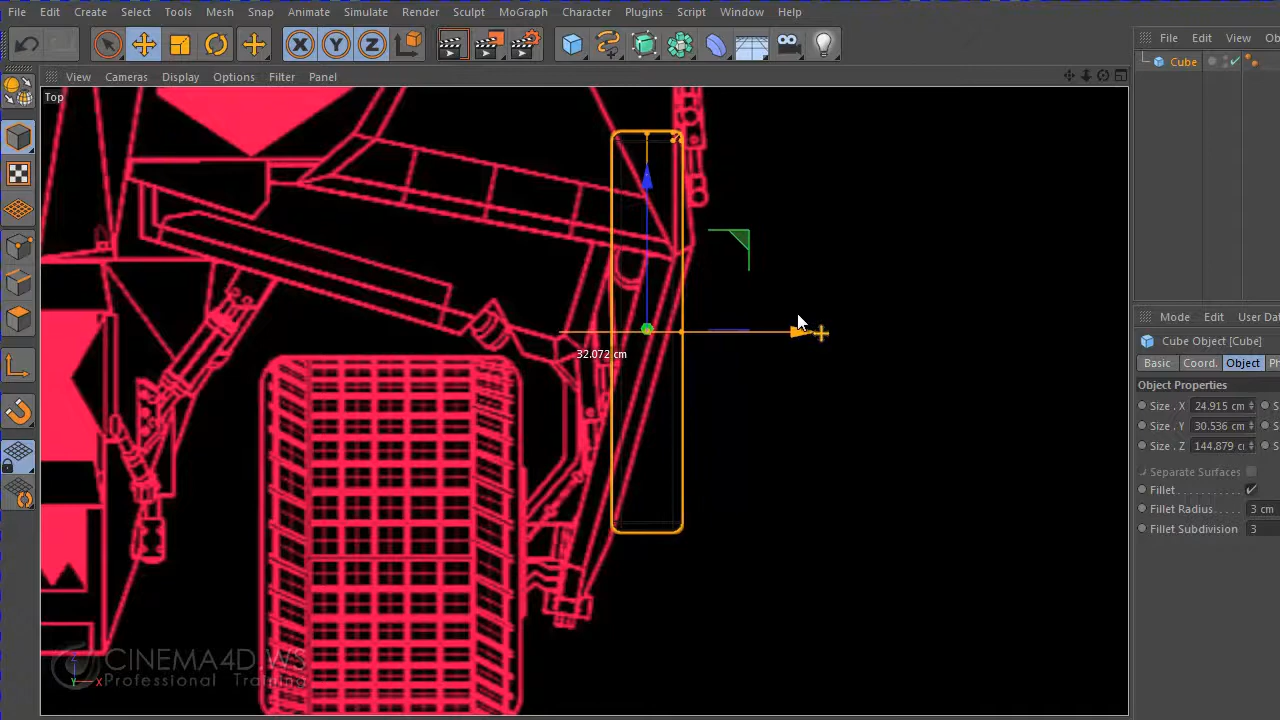 File Edit Create Select Tools Mesh Snap Animate Simulate Render Sculpt MoGraph Character Plugins Script Window Help
X Y Z
File Edit View
View Cameras Display Options Filter Panel
Cube
Top
Mode Edit User Dat
Cube Object [Cube]
32.072 cm
Basic Coord. Object Ph
Object Properties
Size . X 24.915 cm S
Size . Y 30.536 cm S
Size . Z 144.879 c S
Separate Surfaces
Fillet
Fillet Radius 3 cm
Fillet Subdivision 3
CINEMA4D.WS
Professional Training
Z
Y X